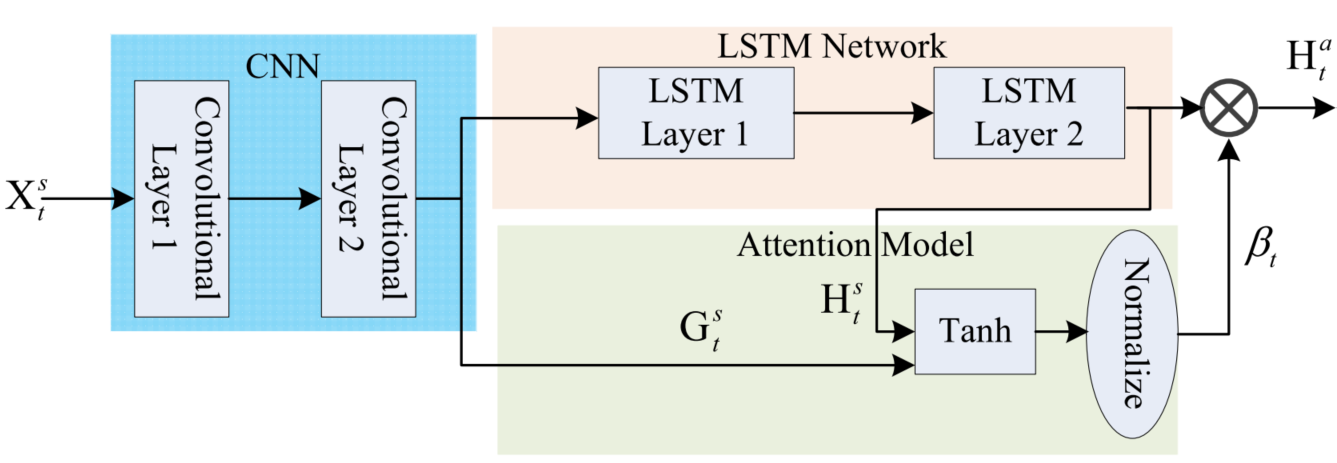 X_t^s
CNN
Convolutional
Layer 1
Convolutional
Layer 2
LSTM Network
LSTM
Layer 1
LSTM
Layer 2
H_t^a
Attention Model
H_t^s
G_t^s
Tanh
Normalize
β_t